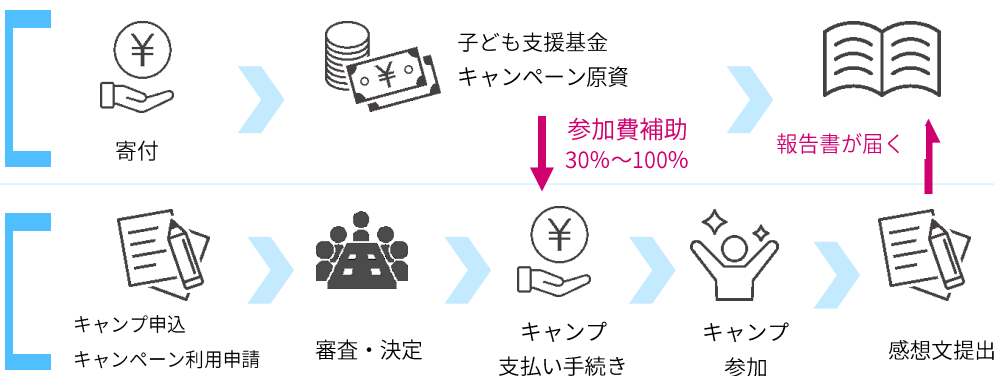 ¥
¥
子ども支援基金
キャンペーン原資
寄付
参加費補助
30%～100%
報告書が届く
¥
キャンプ申込
キャンペーン利用申請
審査・決定
キャンプ
支払い手続き
キャンプ
参加
感想文提出